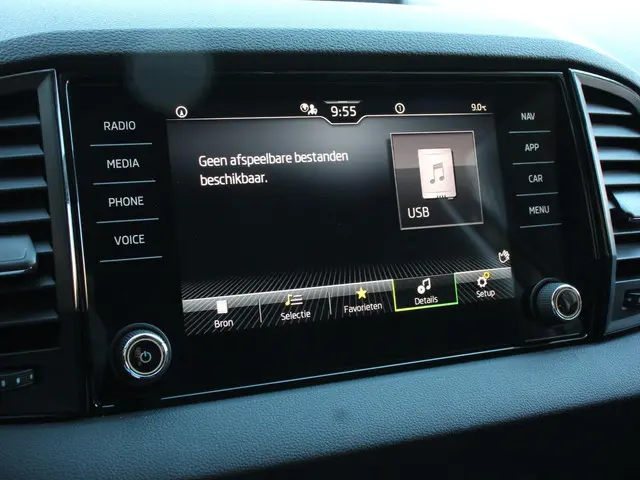 9:55
9.0°C
RADIO
MEDIA
PHONE
VOICE
Geen afspeelbare bestanden
beschikbaar.
USB
NAV
APP
CAR
MENU
Bron
Selectie
Favorieten
Details
Setup